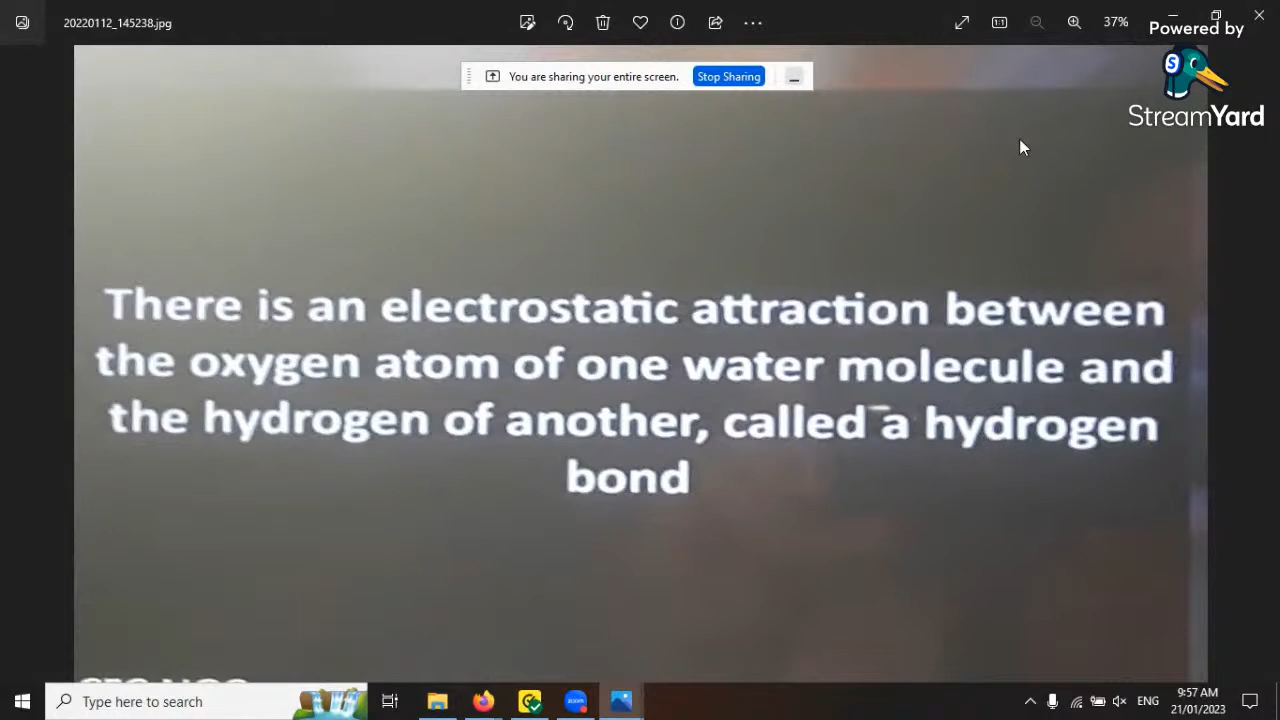 20220112_145238.jpg
37%
Powered by
StreamYard
You are sharing your entire screen. Stop Sharing
There is an electrostatic attraction between
the oxygen atom of one water molecule and
the hydrogen of another, called a hydrogen
bond
Type here to search
zoom
ENG
9:57 AM
21/01/2023